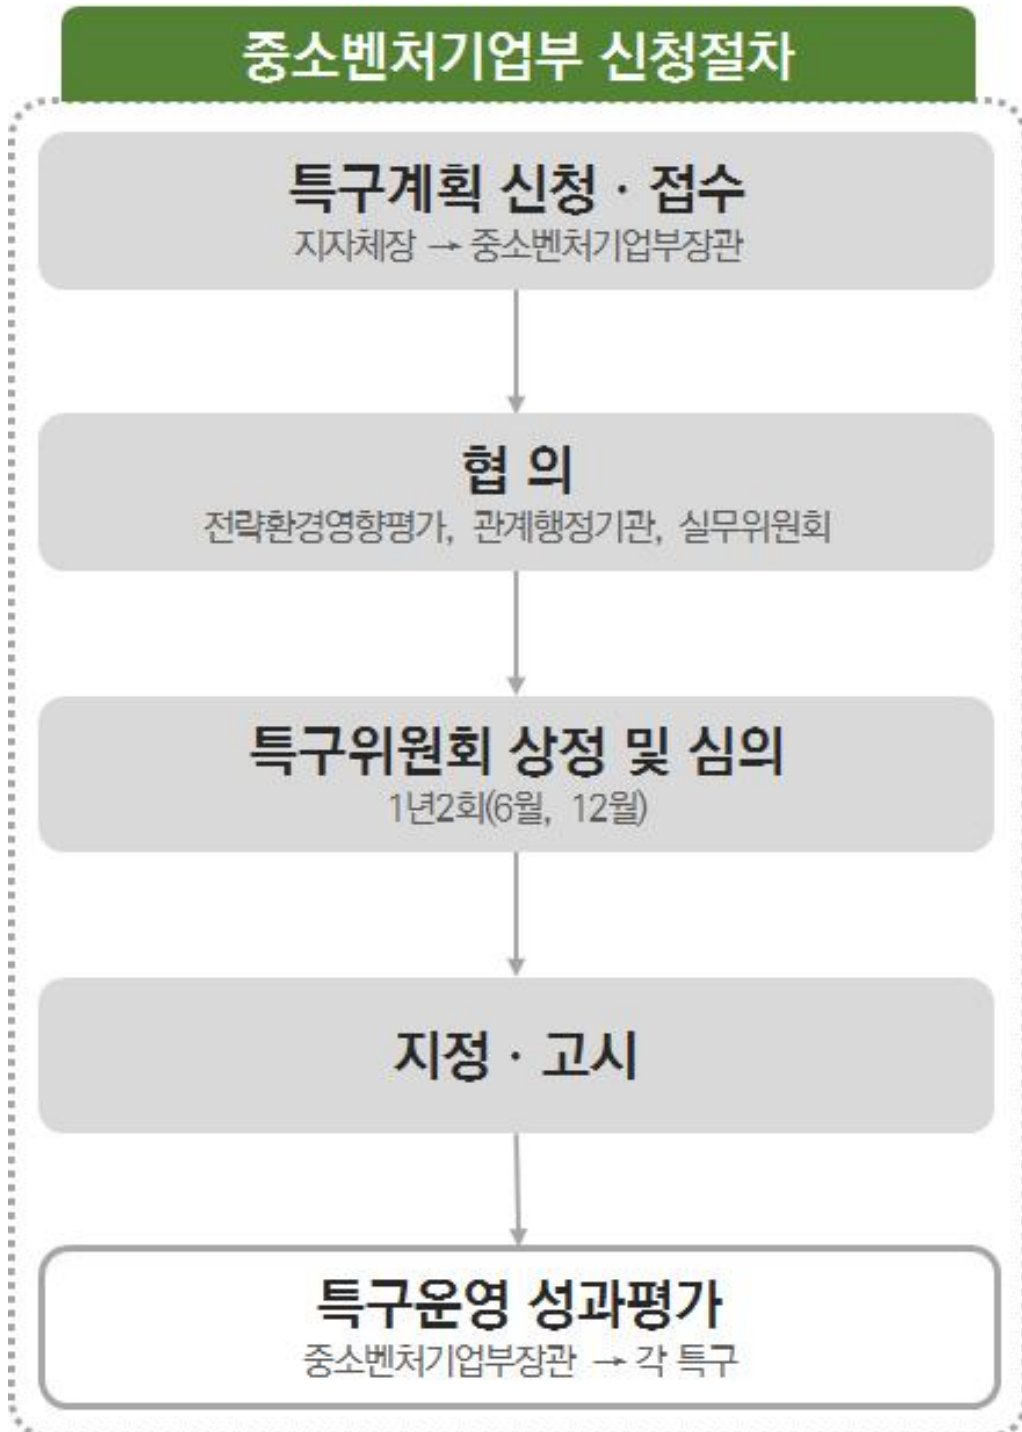 중소벤처기업부 신청절차
특구계획 신청 · 접수
지자체장 → 중소벤처기업부장관
협 의
전략환경영향평가, 관계행정기관, 실무위원회
특구위원회 상정 및 심의
1년2회(6월, 12월)
지정 · 고시
특구운영 성과평가
중소벤처기업부장관 → 각 특구